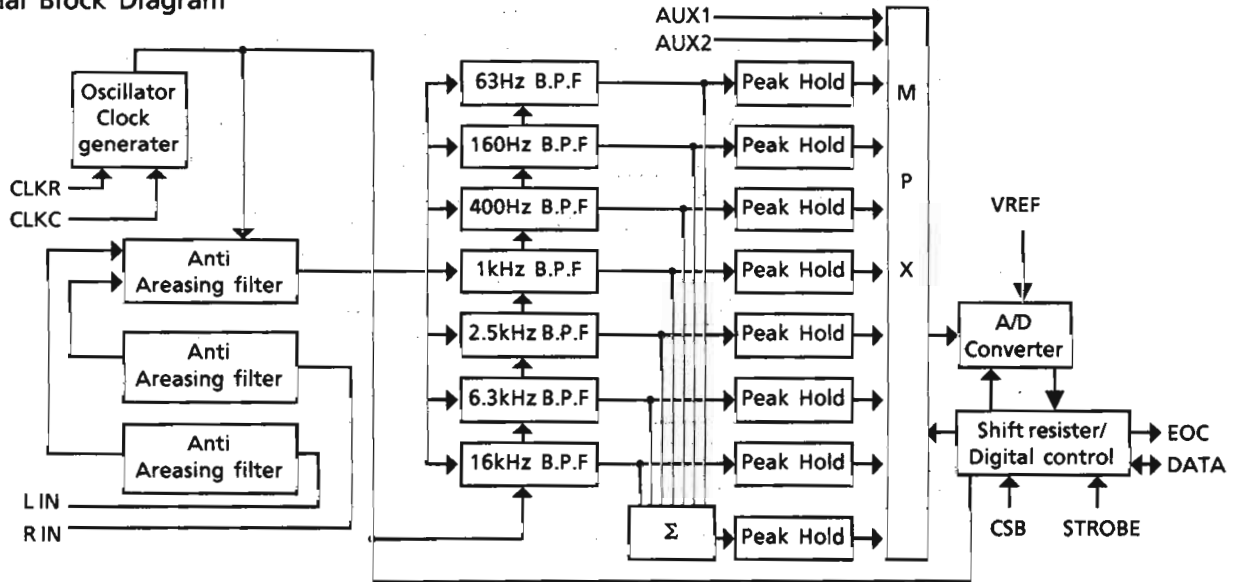 Block Diagram
AUX1
AUX2
Oscillator
Clock
generater
CLKR
CLKC
Anti
Areasing filter
Anti
Areasing filter
Anti
Areasing filter
L IN
R IN
63Hz B.P.F
160Hz B.P.F
400Hz B.P.F
1kHz B.P.F
2.5kHz B.P.F
6.3kHz B.P.F
16kHz B.P.F
Σ
Peak Hold
Peak Hold
Peak Hold
Peak Hold
Peak Hold
Peak Hold
Peak Hold
Peak Hold
M
P
X
VREF
A/D
Converter
Shift resister/
Digital control
EOC
DATA
CSB
STROBE